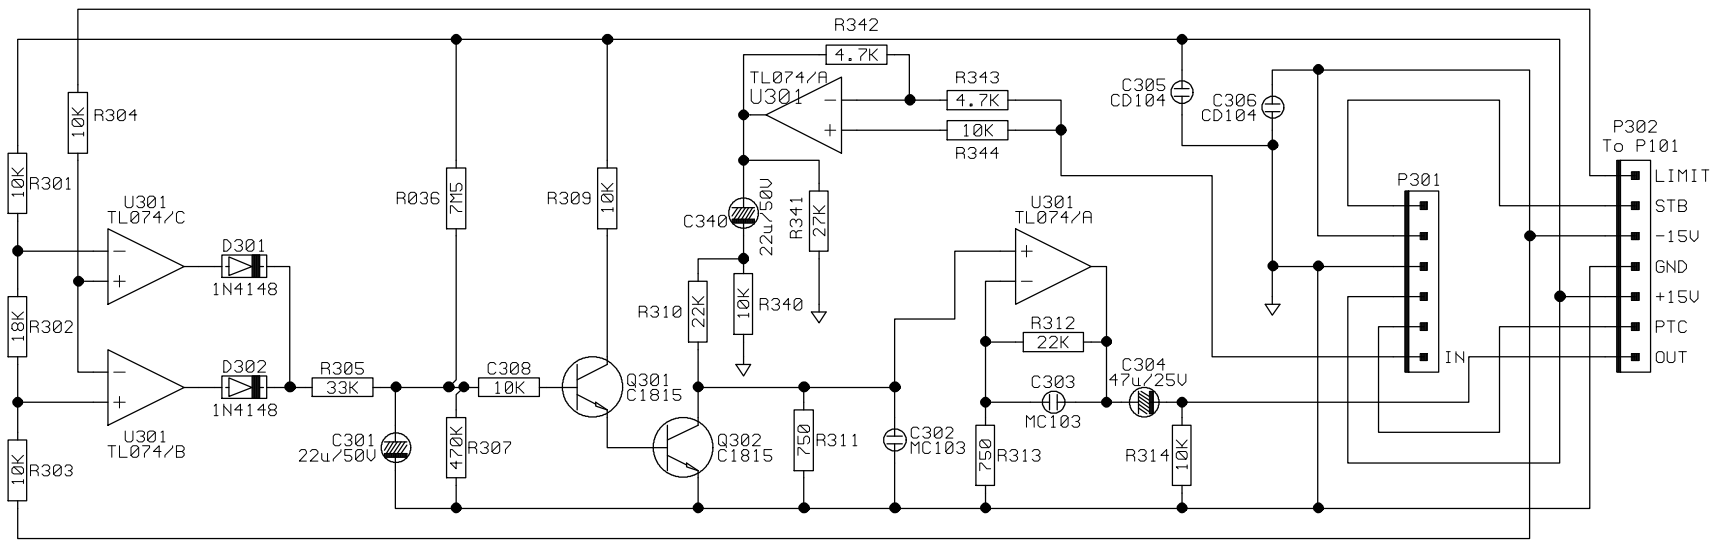 R342
4.7K
TL074/A
U301
R343
4.7K
10K
R344
C305
CD104
C306
CD104
P302
To P101
R304
10K
R301
10K
R036
7M5
R309
10K
C340
22u/50V
R341
27K
P301
LIMIT
STB
-15V
GND
+15V
PTC
OUT
IN
U301
TL074/C
D301
1N4148
U301
TL074/A
R302
18K
R310
22K
R340
10K
R312
22K
D302
1N4148
R305
33K
C308
10K
Q301
C1815
C303
MC103
C304
47u/25V
U301
TL074/B
C301
22u/50V
R307
470K
Q302
C1815
R311
750
C302
MC103
R313
750
R314
10K
R303
10K